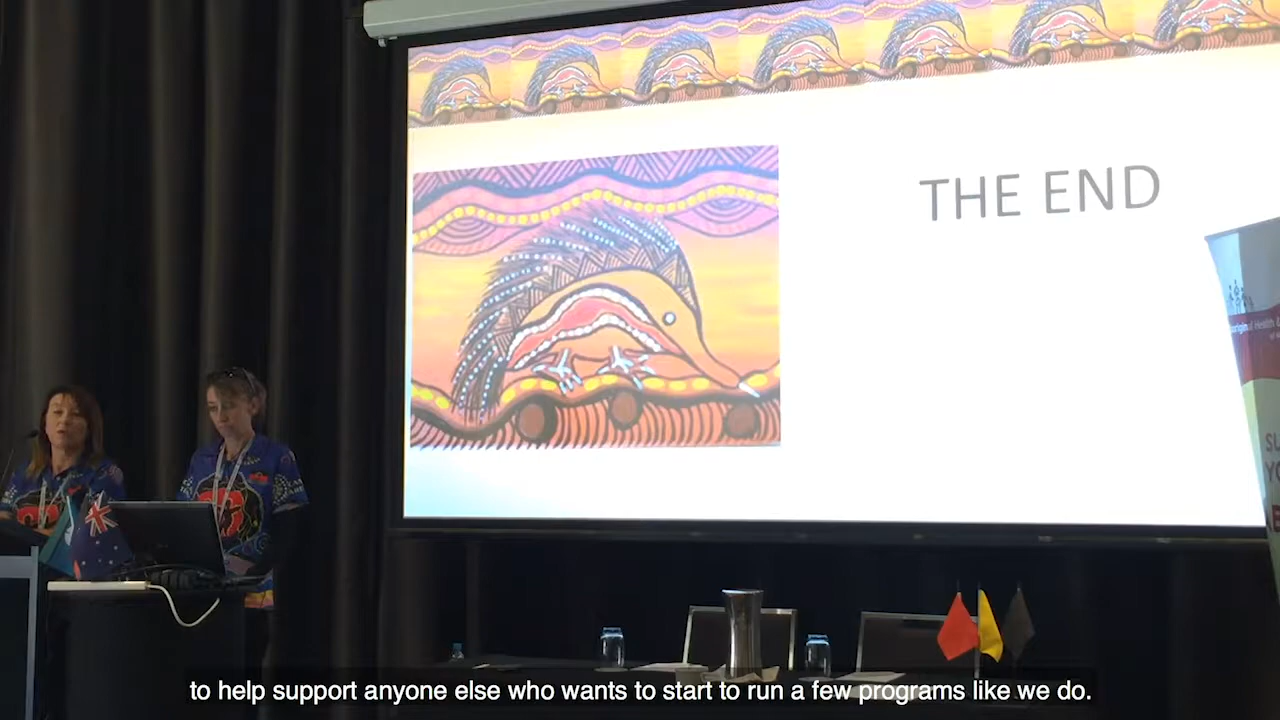 THE END
to help support anyone else who wants to start to run a few programs like we do.